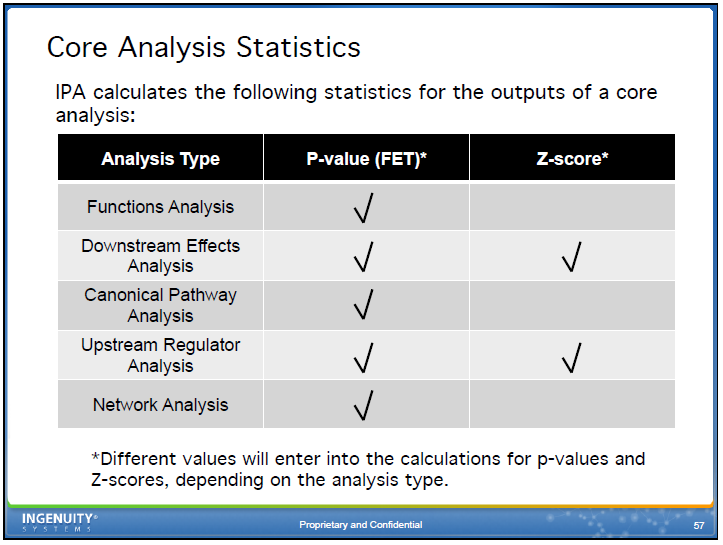 Core Analysis Statistics
IPA calculates the following statistics for the outputs of a core
analysis:
Analysis Type P-value (FET)* Z-score*
Functions Analysis √
Downstream Effects
Analysis √ √
Canonical Pathway
Analysis √
Upstream Regulator
Analysis √ √
Network Analysis √
*Different values will enter into the calculations for p-values and
Z-scores, depending on the analysis type.
INGENUITY®
SYSTEMS
Proprietary and Confidential
57